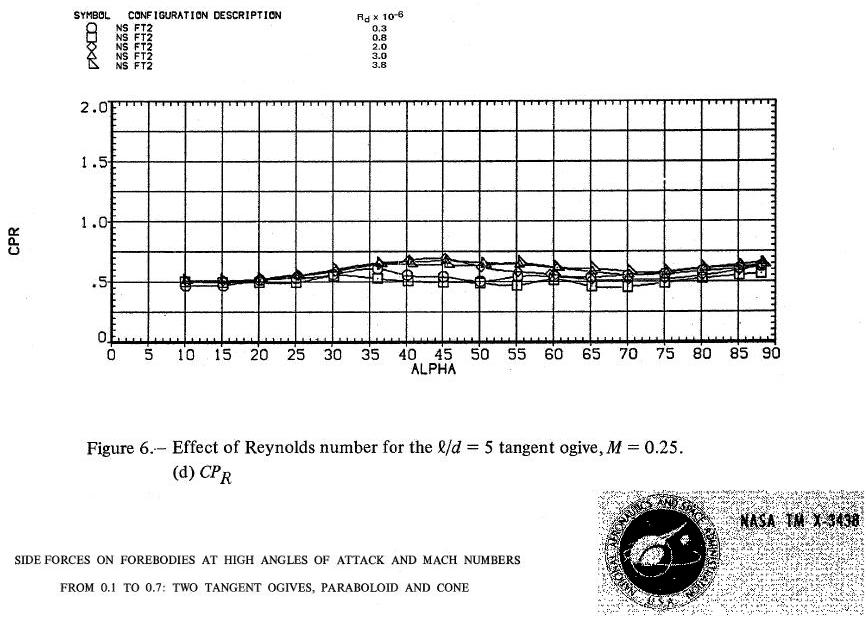 SYMBOL CONFIGURATION DESCRIPTION Rd x 10-6
NS FT2 0.3
NS FT2 0.8
NS FT2 2.0
NS FT2 3.0
NS FT2 3.8
2.0
1.5
1.0
.5
0
CPR
0 5 10 15 20 25 30 35 40 45 50 55 60 65 70 75 80 85 90
ALPHA
Figure 6.– Effect of Reynolds number for the ℓ/d = 5 tangent ogive, M = 0.25.
(d) CPR
NATIONAL AERONAUTICS AND SPACE ADMINISTRATION
U.S.A.
NASA TM X-3438
SIDE FORCES ON FOREBODIES AT HIGH ANGLES OF ATTACK AND MACH NUMBERS
FROM 0.1 TO 0.7: TWO TANGENT OGIVES, PARABOLOID AND CONE